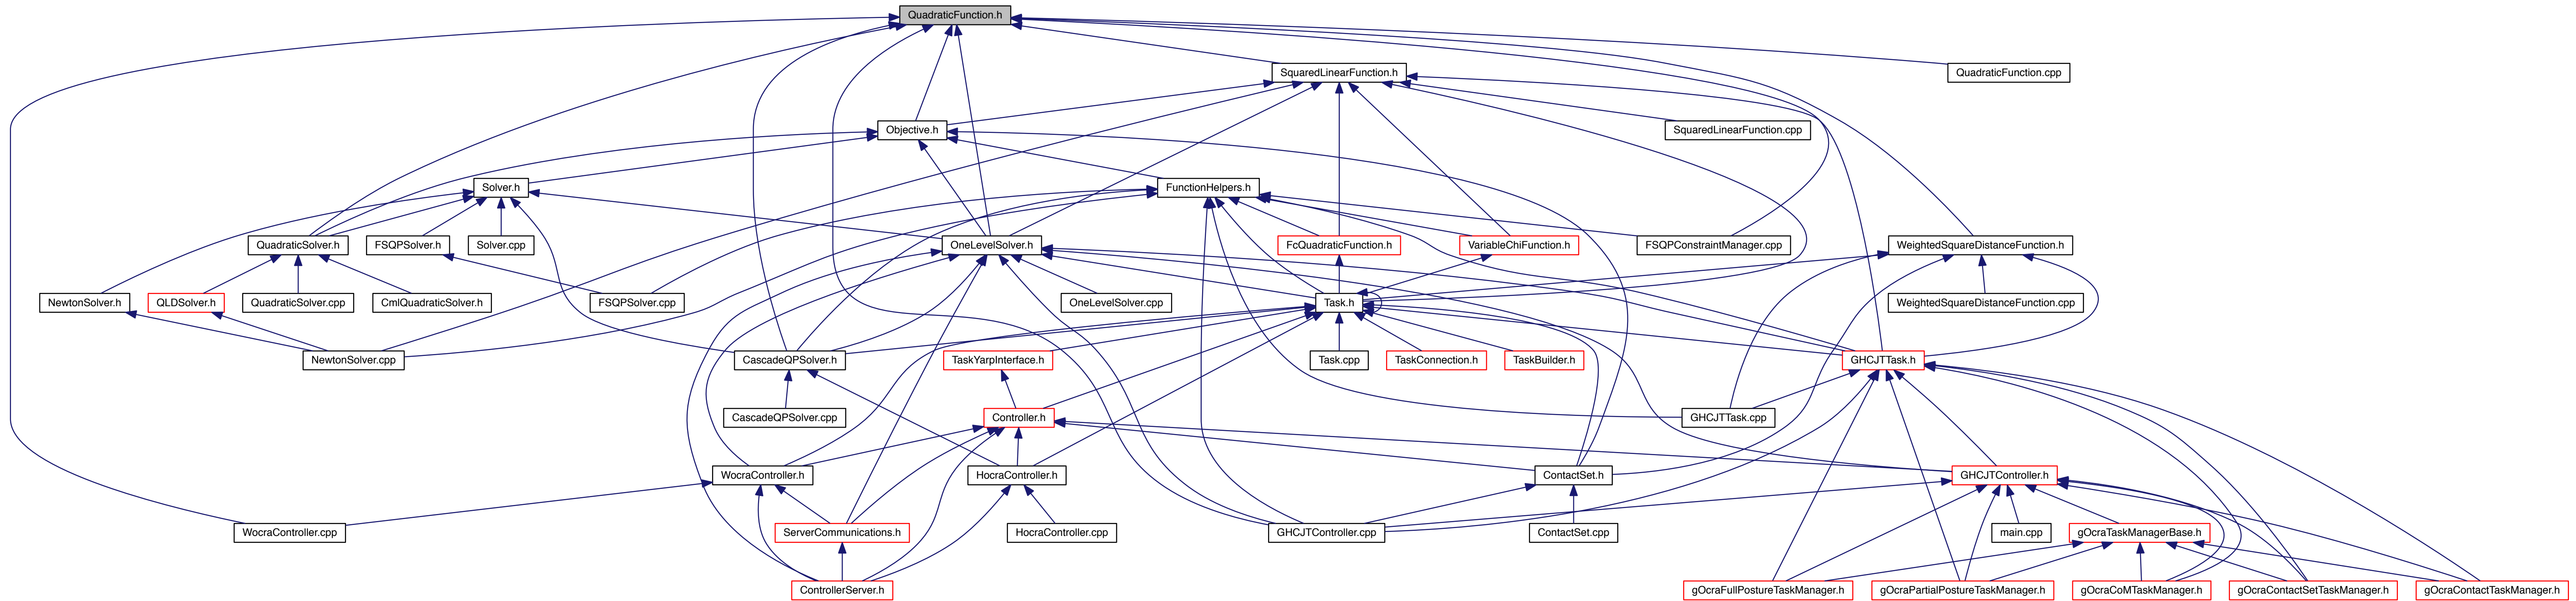 QuadraticFunction.h
SquaredLinearFunction.h
QuadraticFunction.cpp
Objective.h
SquaredLinearFunction.cpp
Solver.h
FunctionHelpers.h
QuadraticSolver.h
FSQPSolver.h
Solver.cpp
OneLevelSolver.h
FcQuadraticFunction.h
VariableChiFunction.h
FSQPConstraintManager.cpp
WeightedSquareDistanceFunction.h
NewtonSolver.h
QLDSolver.h
QuadraticSolver.cpp
CmlQuadraticSolver.h
FSQPSolver.cpp
OneLevelSolver.cpp
Task.h
WeightedSquareDistanceFunction.cpp
NewtonSolver.cpp
CascadeQPSolver.h
TaskYarpInterface.h
Task.cpp
TaskConnection.h
TaskBuilder.h
GHCJTTask.h
CascadeQPSolver.cpp
Controller.h
GHCJTTask.cpp
WocraController.h
HocraController.h
ContactSet.h
GHCJTController.h
WocraController.cpp
ServerCommunications.h
HocraController.cpp
GHCJTController.cpp
ContactSet.cpp
main.cpp
gOcraTaskManagerBase.h
ControllerServer.h
gOcraFullPostureTaskManager.h
gOcraPartialPostureTaskManager.h
gOcraCoMTaskManager.h
gOcraContactSetTaskManager.h
gOcraContactTaskManager.h